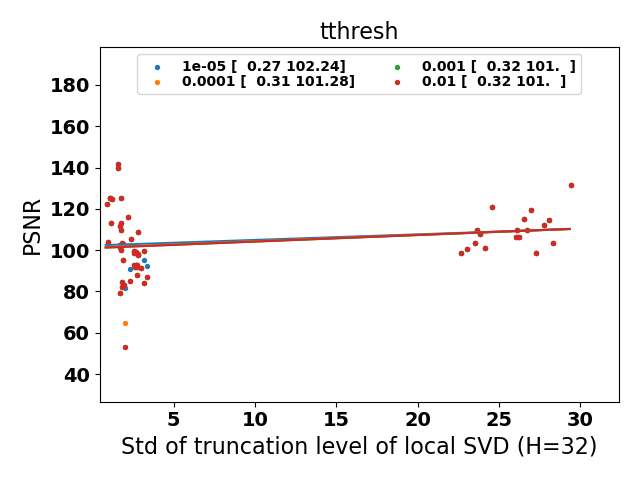 tthresh
1e-05 [  0.27 102.24]
0.0001 [  0.31 101.28]
0.001 [  0.32 101.  ]
0.01 [  0.32 101.  ]
180
160
140
120
100
80
60
40
PSNR
5 10 15 20 25 30
Std of truncation level of local SVD (H=32)